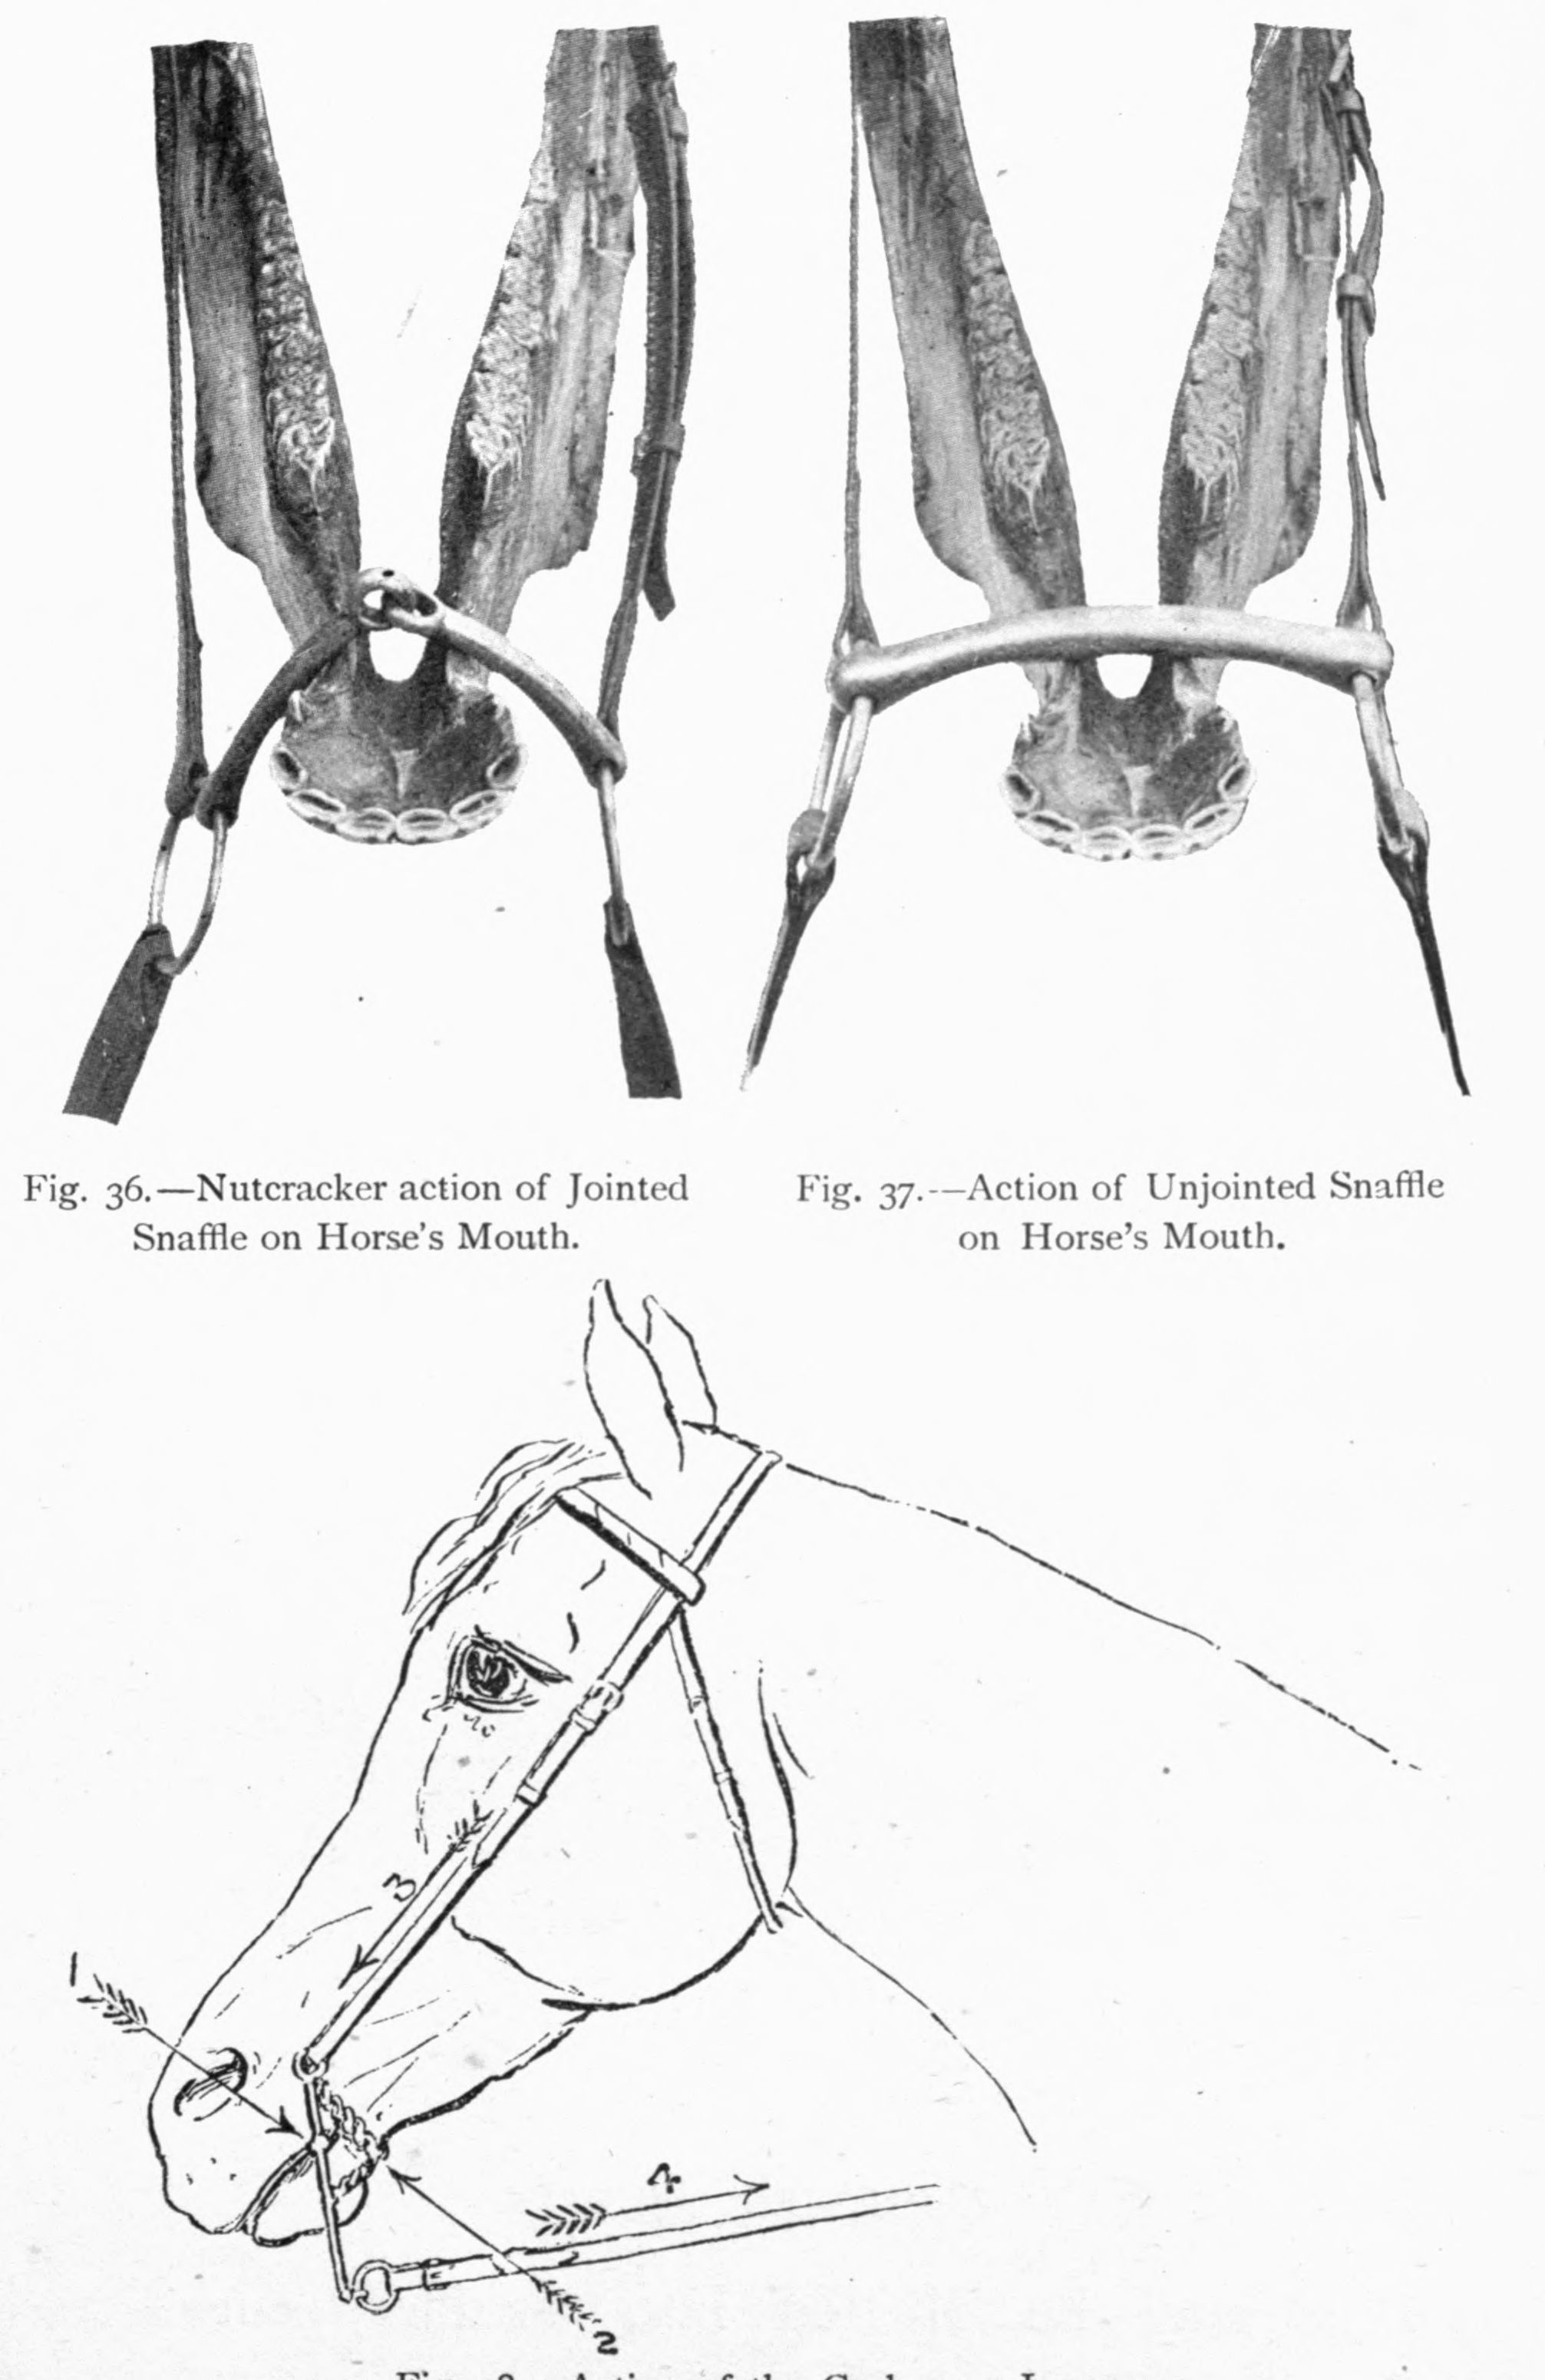 Fig. 36.—Nutcracker action of Jointed
Snaffle on Horse's Mouth.
Fig. 37.--—Action of Unjointed Snaffle
on Horse's Mouth.
3
1
4
2